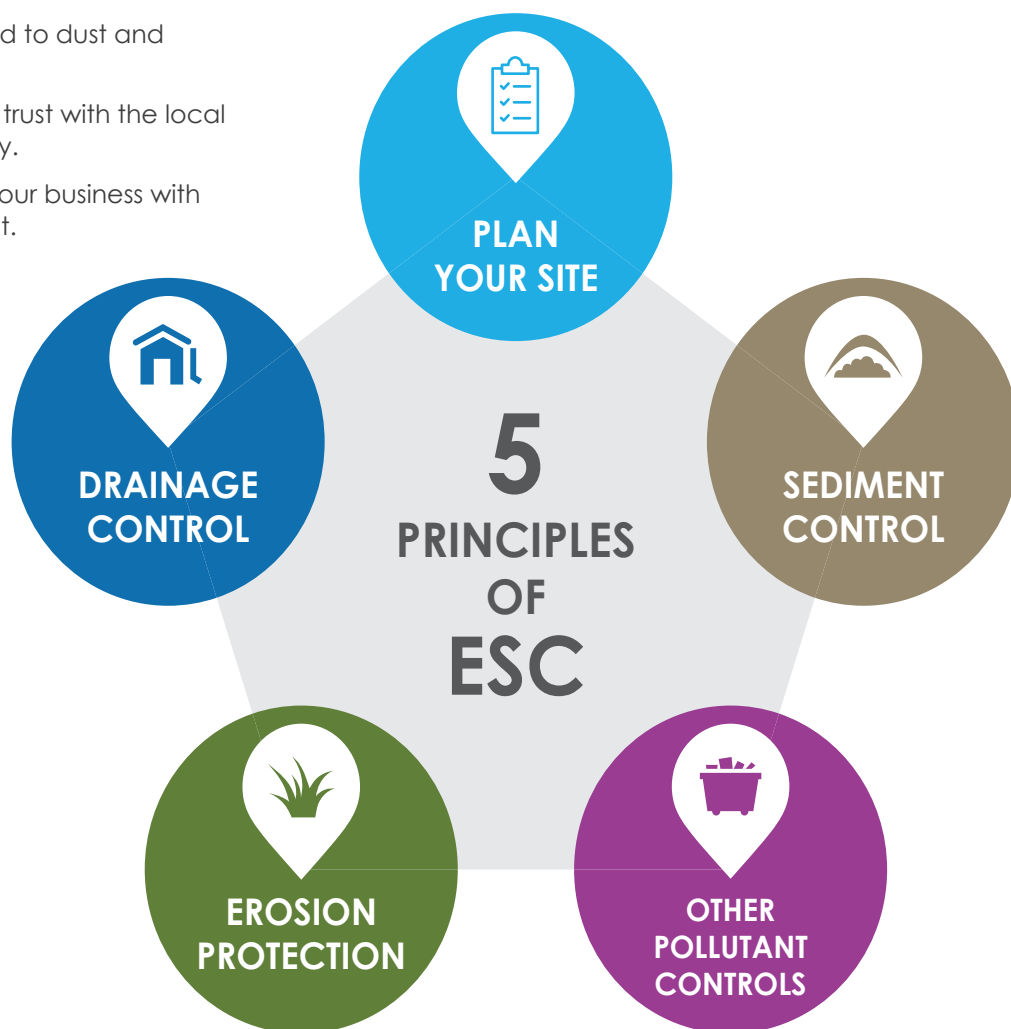 d to dust and
trust with the local
y.
our business with
t.
PLAN
YOUR SITE
DRAINAGE
CONTROL
SEDIMENT
CONTROL
5
PRINCIPLES
OF
ESC
EROSION
PROTECTION
OTHER
POLLUTANT
CONTROLS